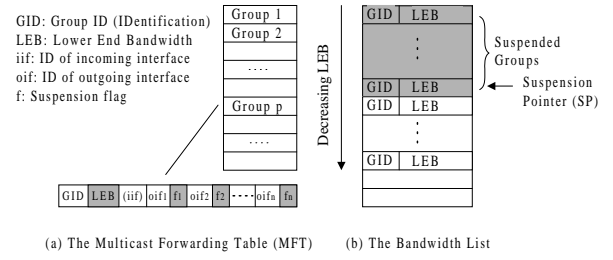 GID: Group ID (IDentification)
LEB: Lower End Bandwidth
iif: ID of incoming interface
oif: ID of outgoing interface
f: Suspension flag
Group 1
Group 2
....
Group p
....
GID LEB (iif) oif1 f1 oif2 f2 ---- oifn fn
(a) The Multicast Forwarding Table (MFT)
Decreasing LEB
GID LEB
GID LEB
GID LEB
GID LEB
Suspended
Groups
Suspension
Pointer (SP)
(b) The Bandwidth List